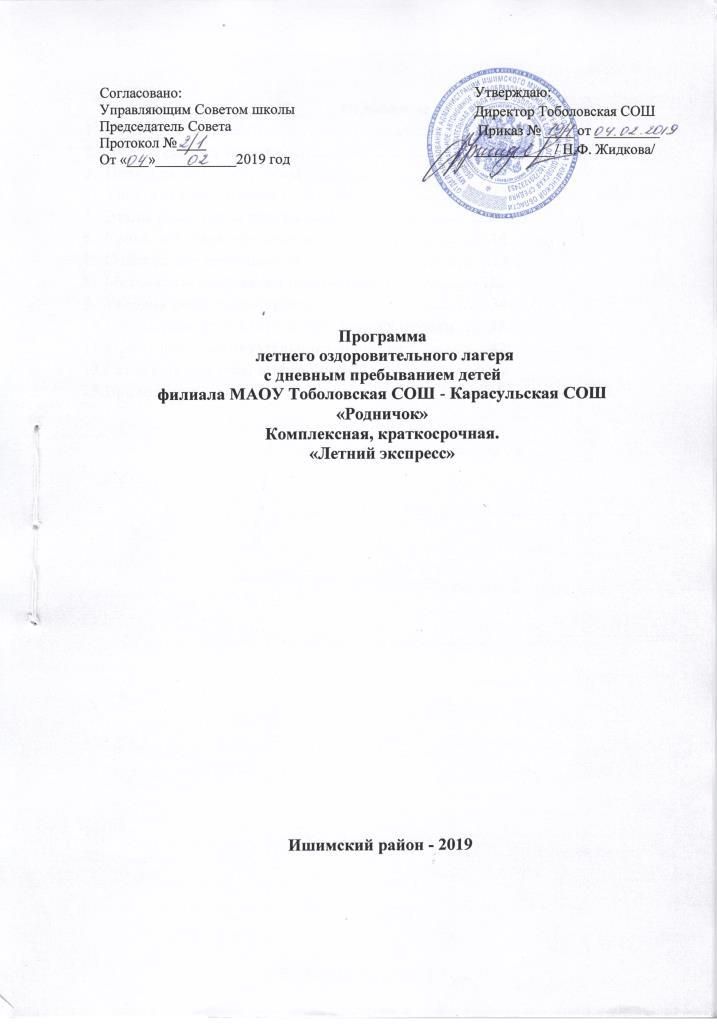 Согласовано:
Управляющим Советом школы
Председатель Совета
Протокол № 2/1
От «04» 02 2019 год
Утверждаю:
Директор Тоболовская СОШ
Приказ № от 04.02.2019
/ Н.Ф. Жидкова/
Программа
летнего оздоровительного лагеря
с дневным пребыванием детей
филиала МАОУ Тоболовская СОШ - Карасульская СОШ
«Родничок»
Комплексная, краткосрочная.
«Летний экспресс»
Ишимский район - 2019